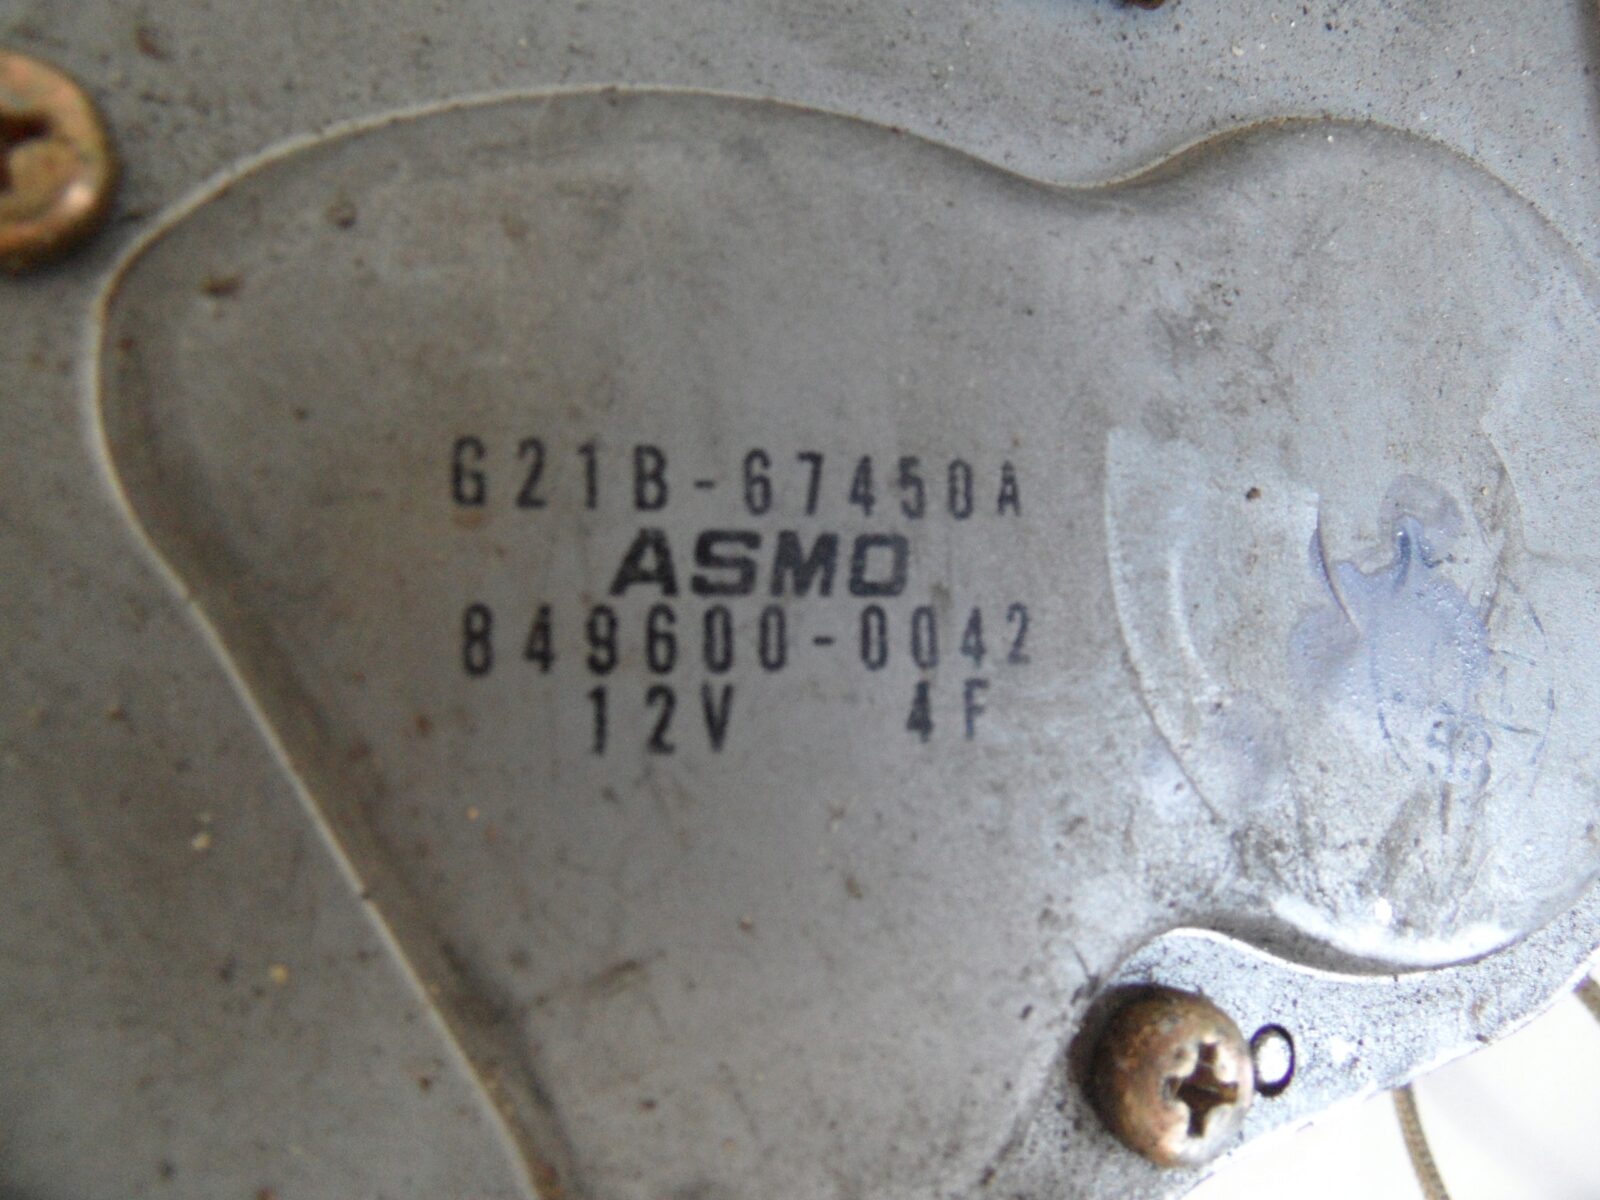 G21B-67450A
ASMO
849600-0042
12V 4F